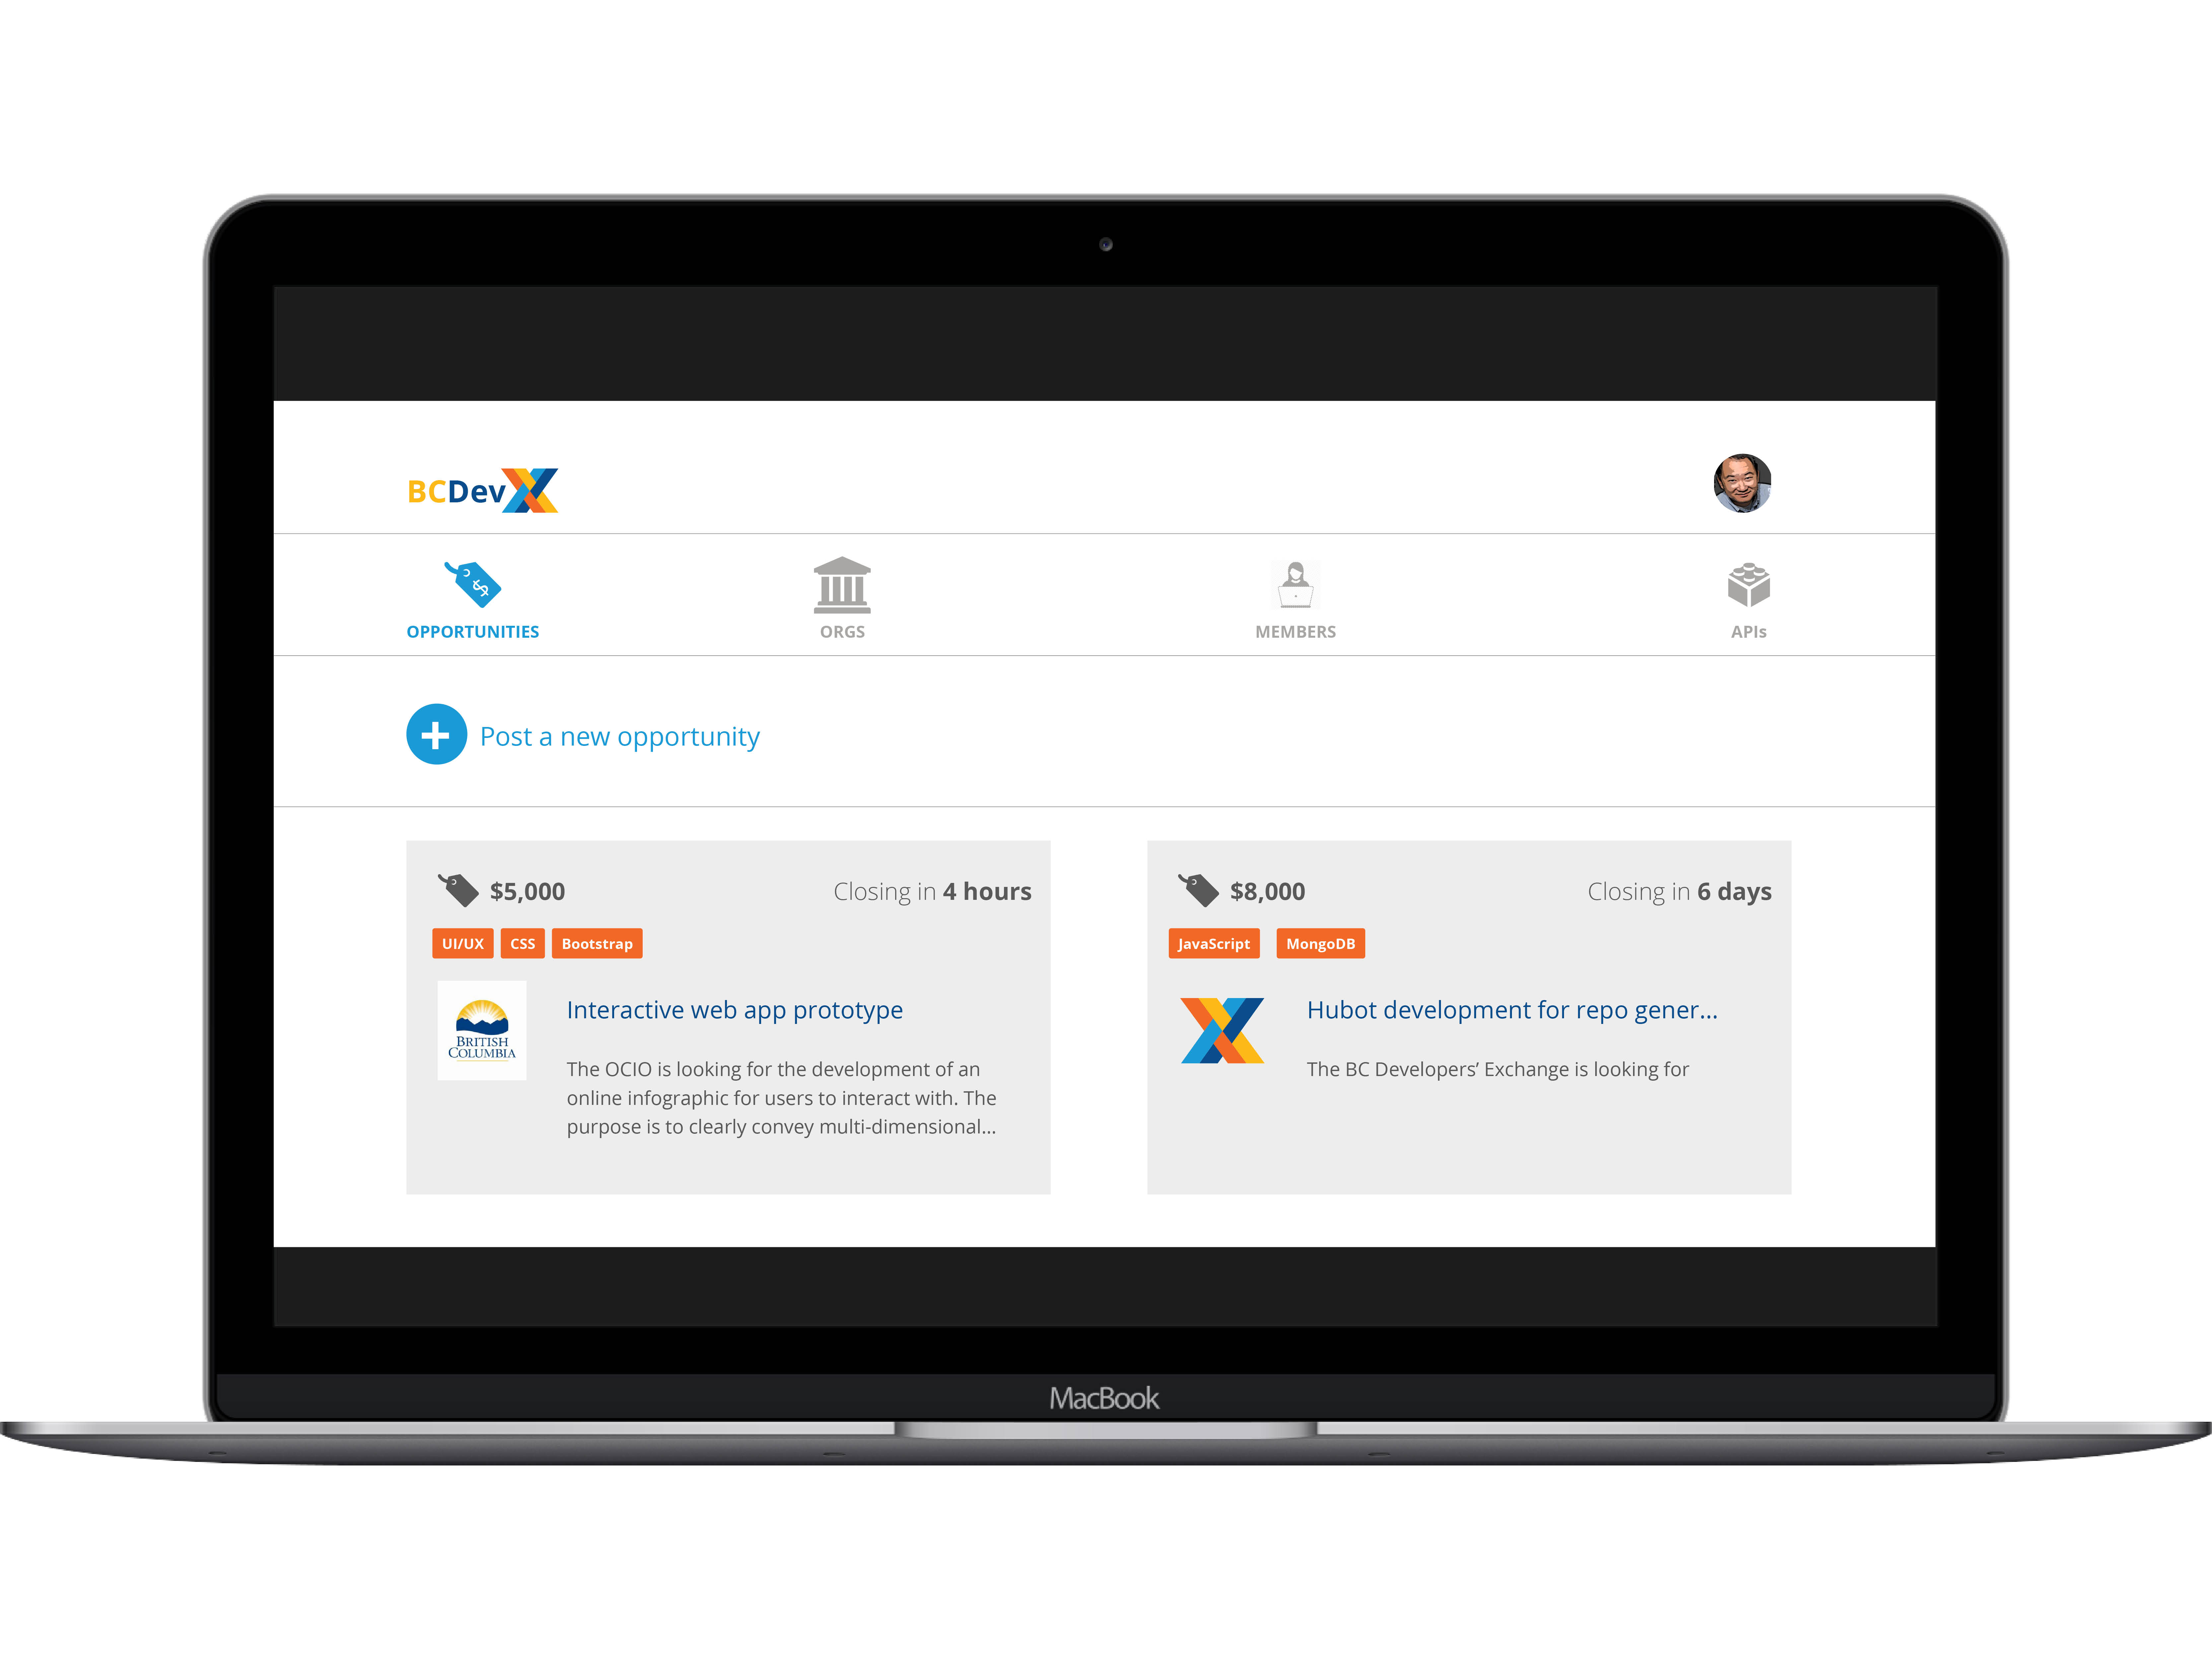 BCDevX
OPPORTUNITIES
ORGS
MEMBERS
APIs
Post a new opportunity
$5,000
Closing in 4 hours
UI/UX
CSS
Bootstrap
BRITISH
COLUMBIA
Interactive web app prototype
The OCIO is looking for the development of an
online infographic for users to interact with. The
purpose is to clearly convey multi-dimensional...
$8,000
Closing in 6 days
JavaScript
MongoDB
Hubot development for repo gener...
The BC Developers’ Exchange is looking for
MacBook